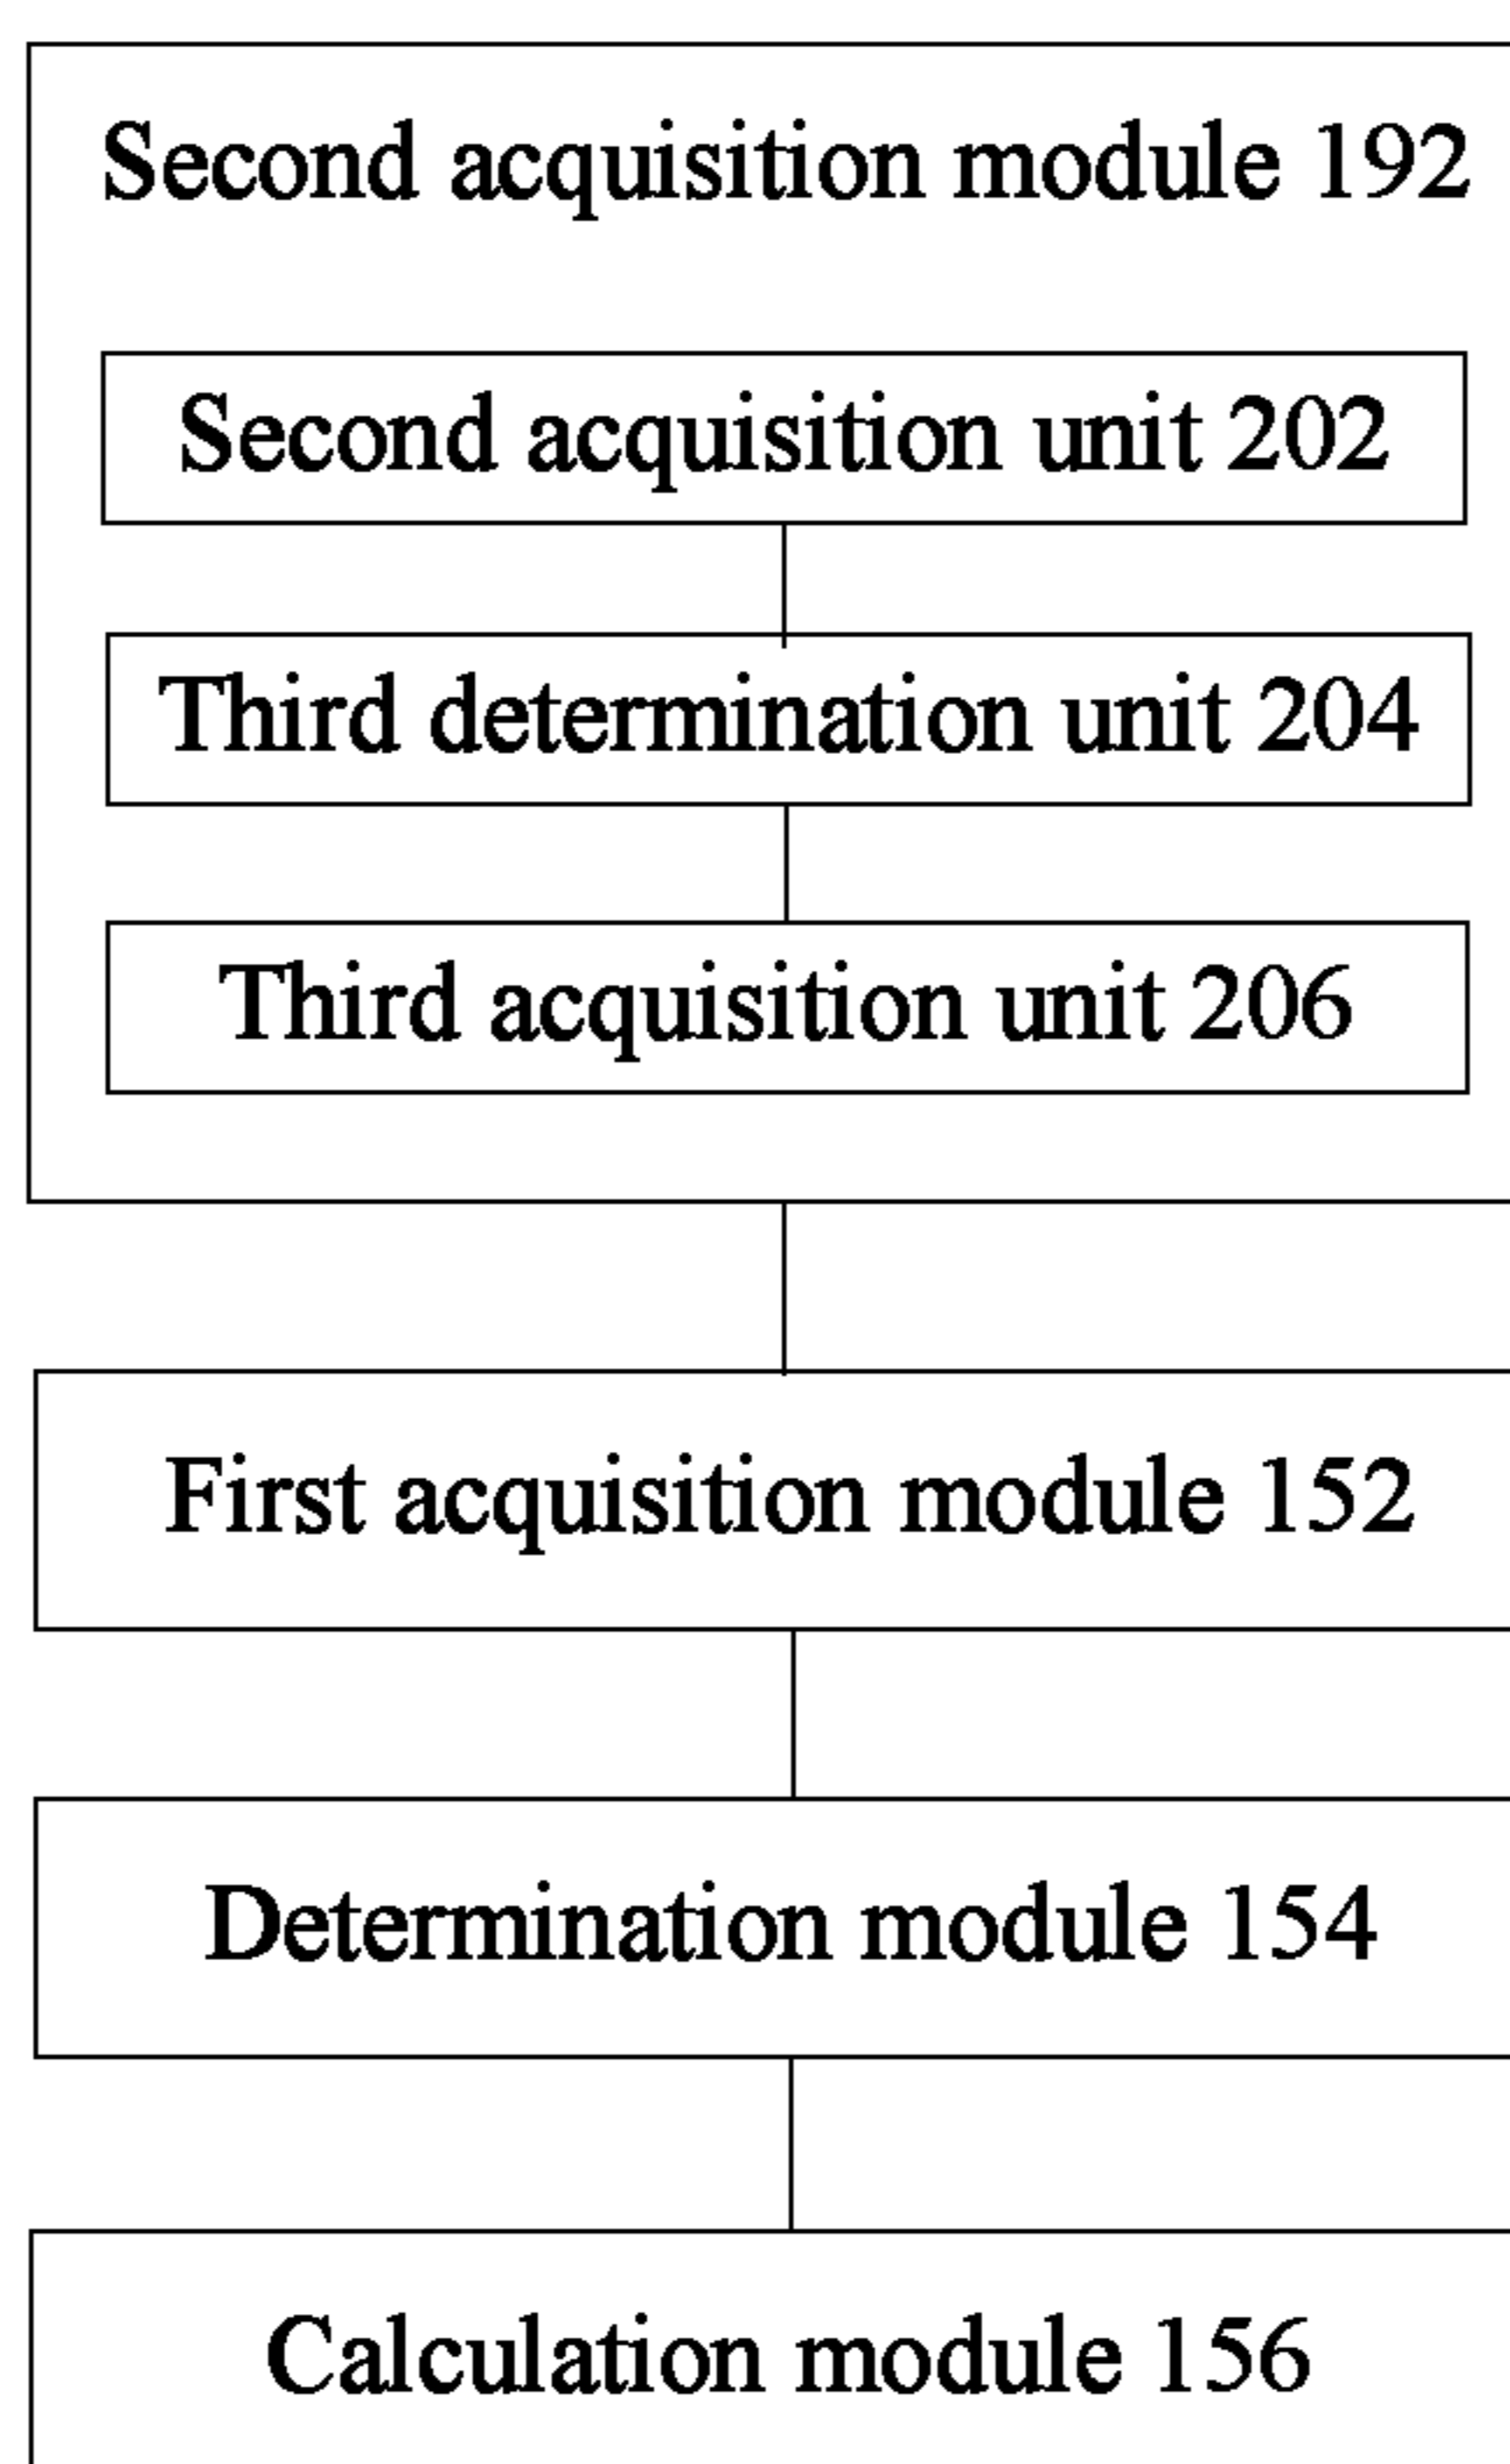 Second acquisition module 192
Second acquisition unit 202
Third determination unit 204
Third acquisition unit 206
First acquisition module 152
Determination module 154
Calculation module 156